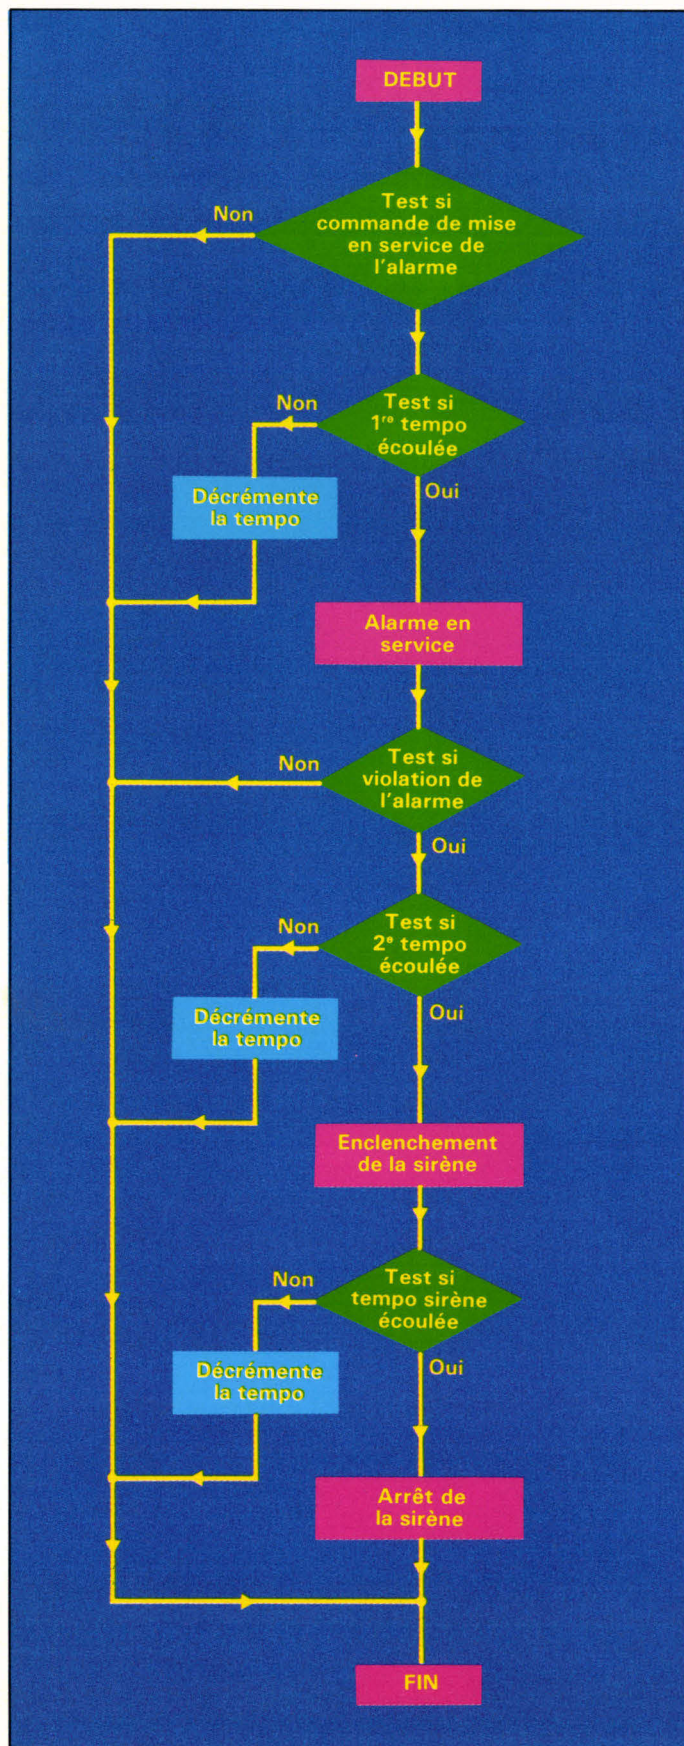 DEBUT
Test si
commande de mise
en service de
l'alarme
Non
Test si
1re tempo
écoulée
Non
Oui
Décrémente
la tempo
Alarme en
service
Test si
violation de
l'alarme
Non
Oui
Test si
2e tempo
écoulée
Non
Oui
Décrémente
la tempo
Enclenchement
de la sirène
Test si
tempo sirène
écoulée
Non
Oui
Décrémente
la tempo
Arrêt de
la sirène
FIN